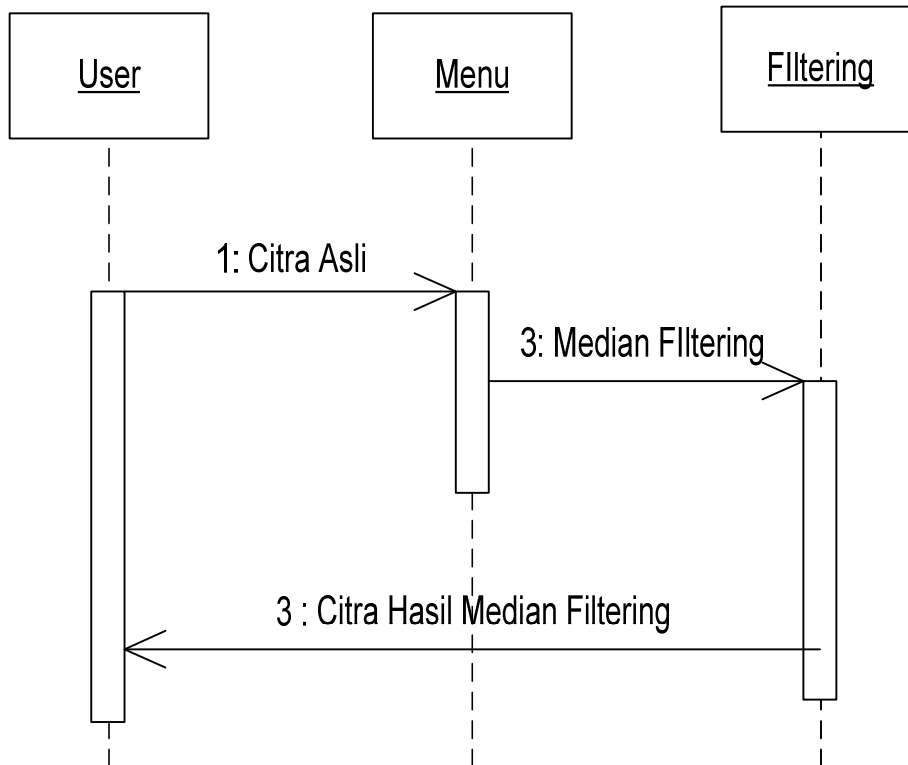 User
Menu
FIltering
1: Citra Asli
3: Median FIltering
3 : Citra Hasil Median Filtering